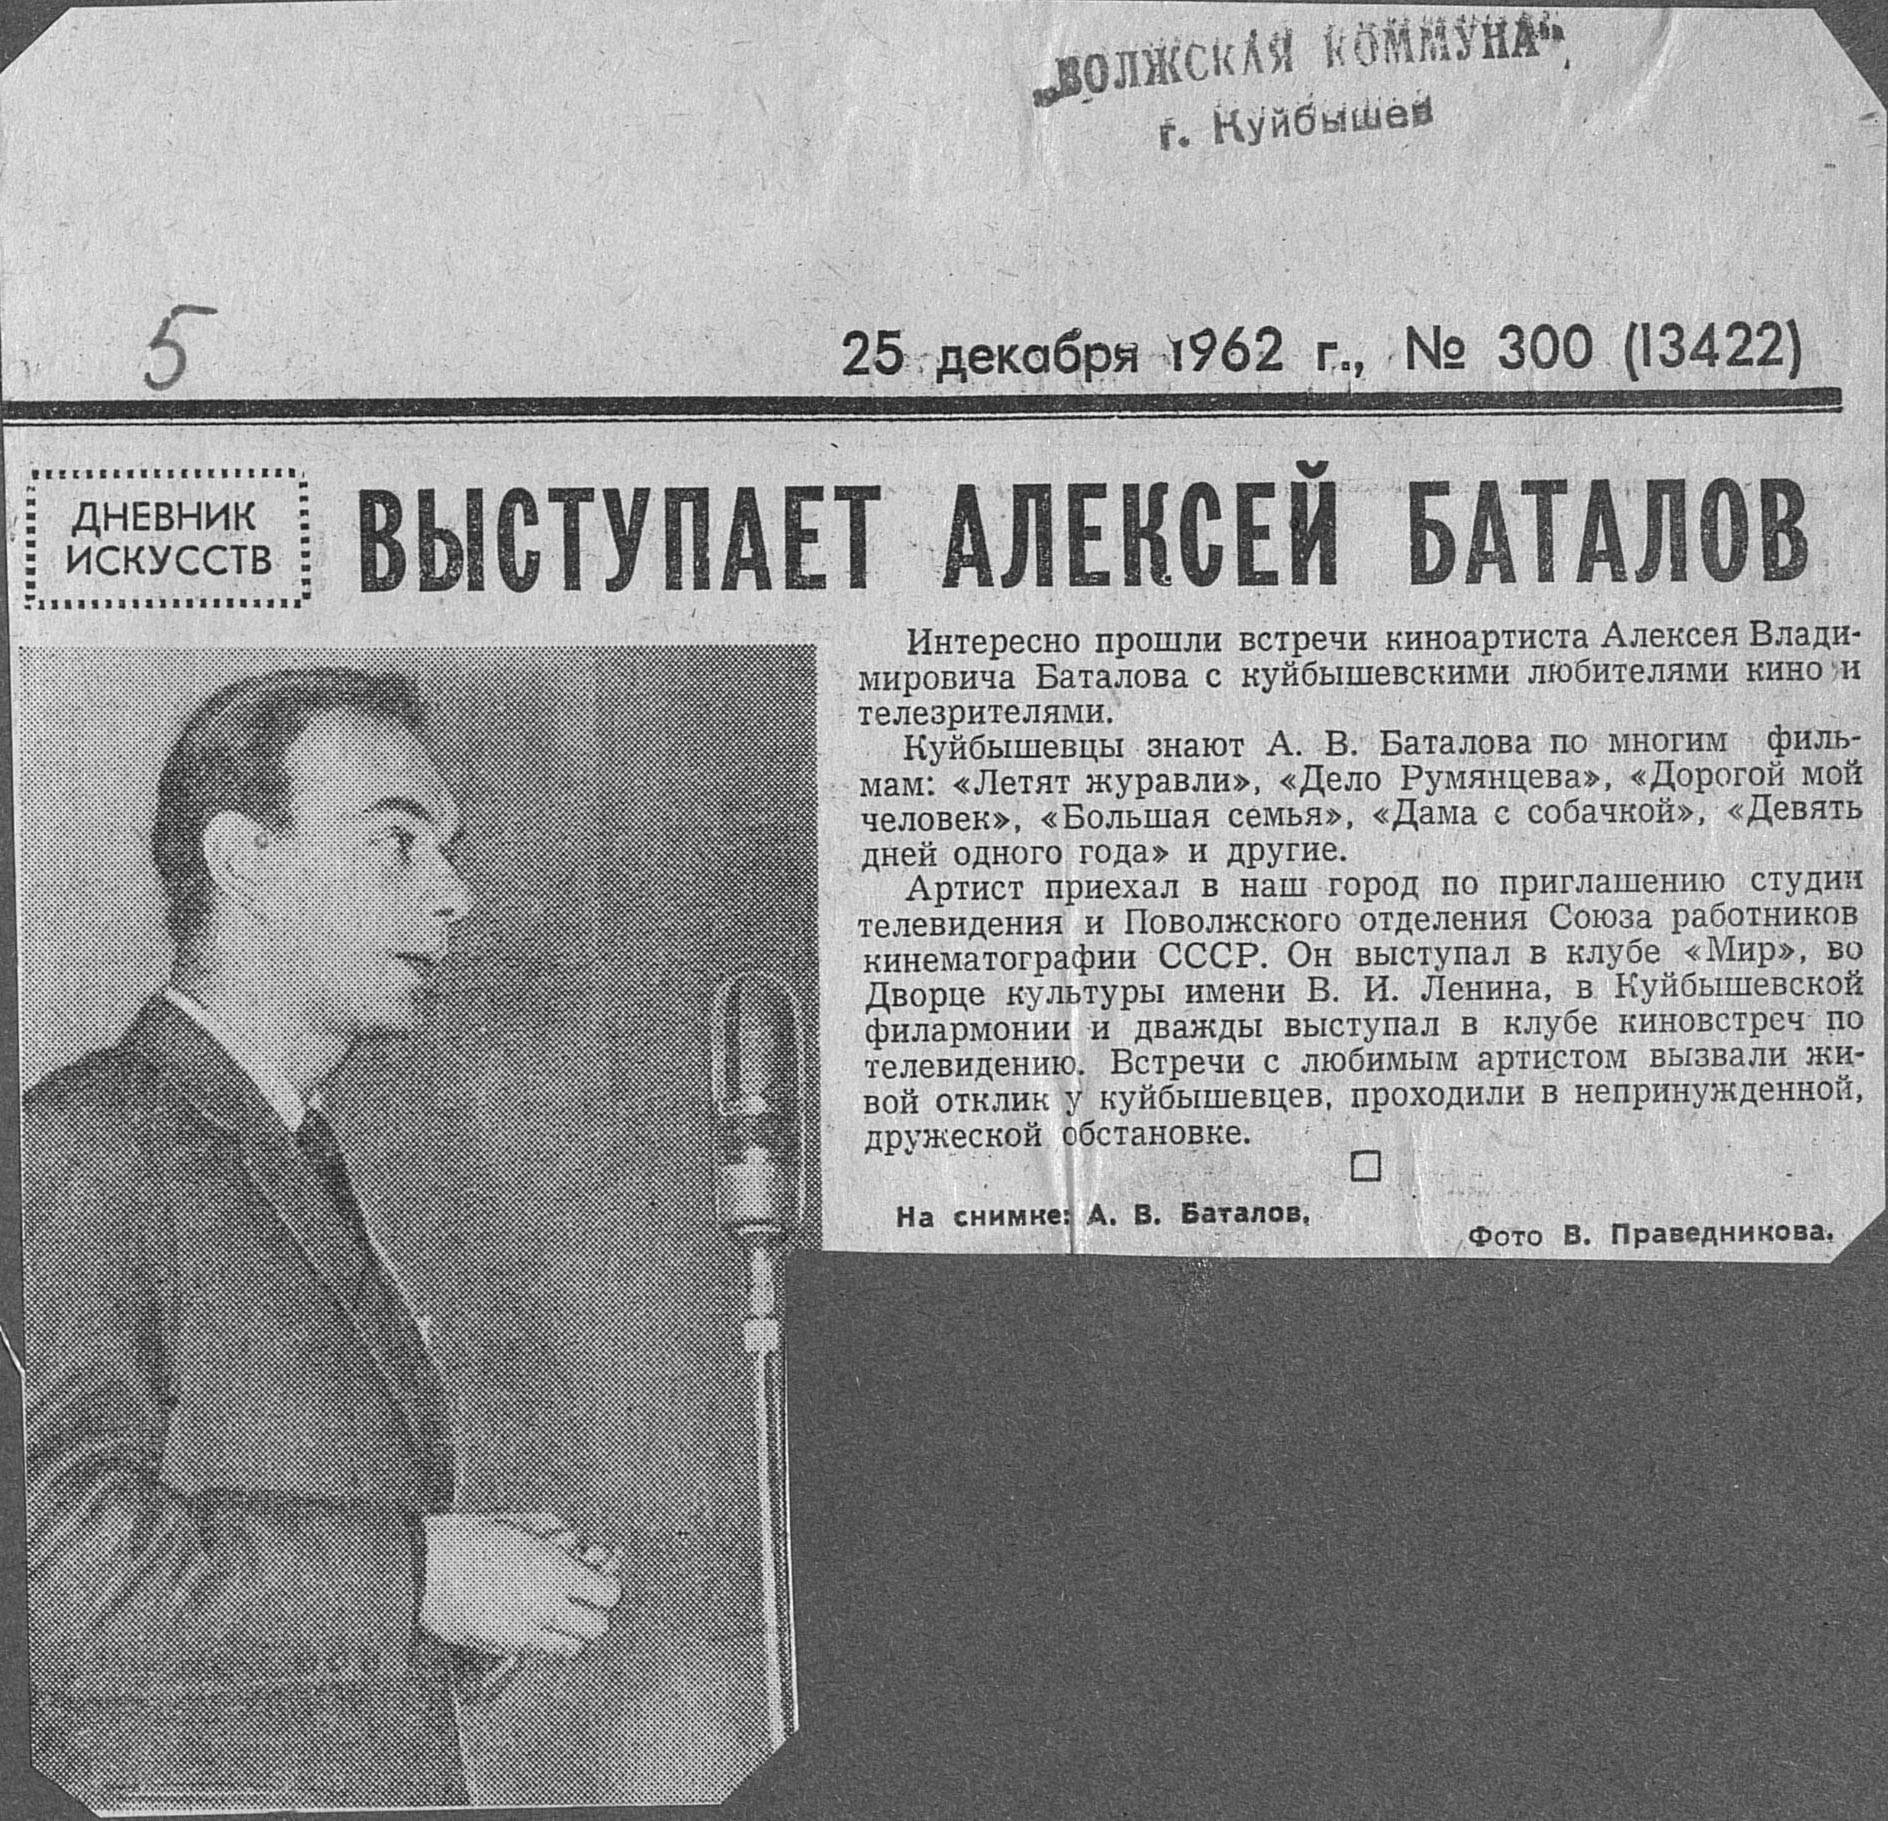 „ВОЛЖСКАЯ КОММУНА",
г. Куйбышев
5
25 декабря 1962 г., № 300 (13422)
ДНЕВНИК
ИСКУССТВ
ВЫСТУПАЕТ АЛЕКСЕЙ БАТАЛОВ
Интересно прошли встречи киноартиста Алексея Влади-
мировича Баталова с куйбышевскими любителями кино и
телезрителями.
Куйбышевцы знают А. В. Баталова по многим филь-
мам: «Летят журавли», «Дело Румянцева», «Дорогой мой
человек», «Большая семья», «Дама с собачкой», «Девять
дней одного года» и другие.
Артист приехал в наш город по приглашению студии
телевидения и Поволжского отделения Союза работников
кинематографии СССР. Он выступал в клубе «Мир», во
Дворце культуры имени В. И. Ленина, в Куйбышевской
филармонии и дважды выступал в клубе киновстреч по
телевидению. Встречи с любимым артистом вызвали жи-
вой отклик у куйбышевцев, проходили в непринужденной,
дружеской обстановке.
На снимке: А. В. Баталов.
Фото В. Праведникова.